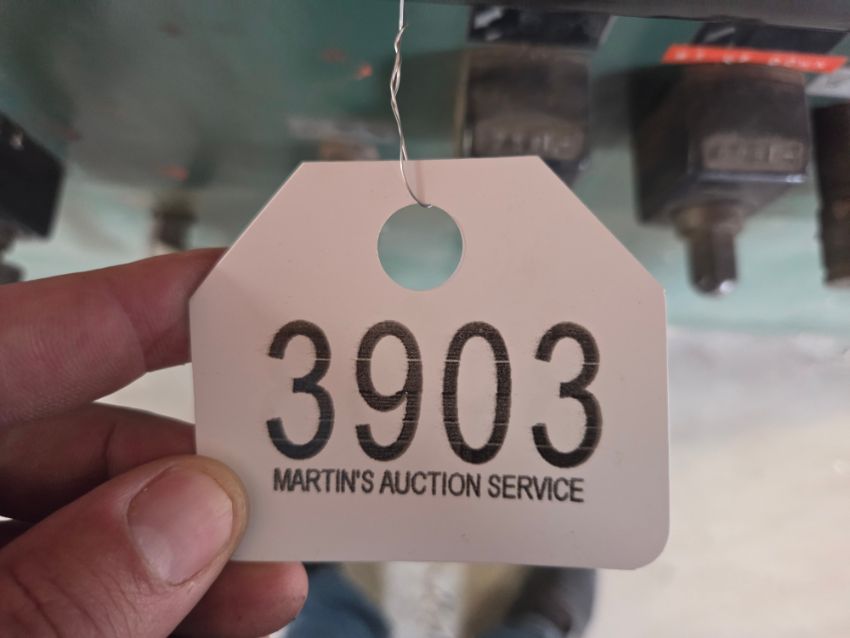 3903
MARTIN'S AUCTION SERVICE